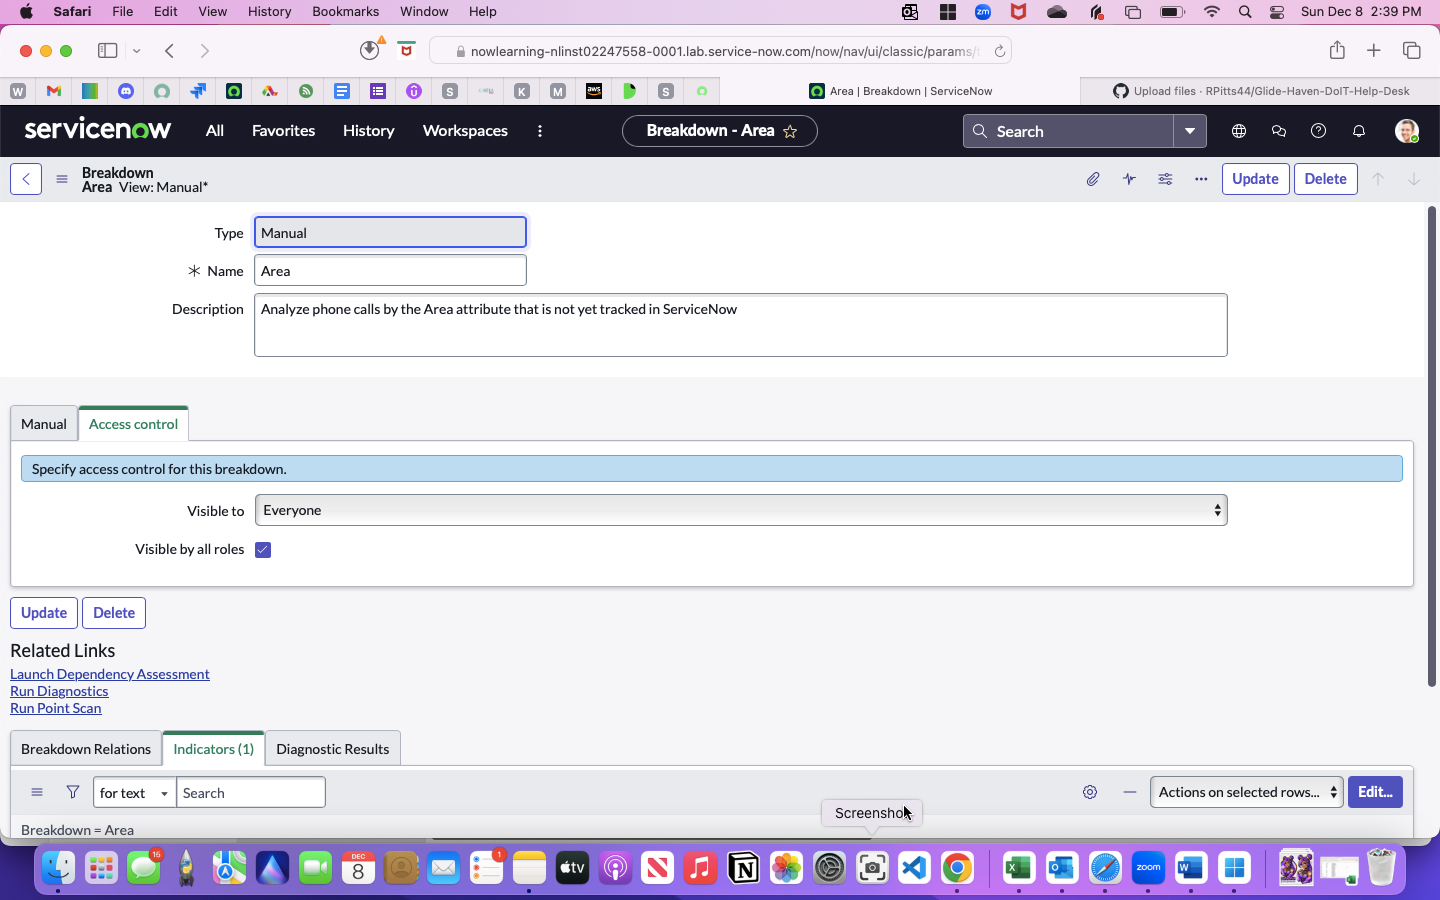 Safari File Edit View History Bookmarks Window Help zm Sun Dec 8 2:39 PM
nowlearning-nlinst02247558-0001.lab.service-now.com/now/nav/ui/classic/params/
W S K M aws S Area | Breakdown | ServiceNow Upload files · RPitts44/Glide-Haven-DoIT-Help-Desk
servicenow All Favorites History Workspaces Breakdown - Area Search
Breakdown
Area View: Manual*
Update Delete
Type Manual
Name Area
Description Analyze phone calls by the Area attribute that is not yet tracked in ServiceNow
Manual Access control
Specify access control for this breakdown.
Visible to Everyone
Visible by all roles
Update Delete
Related Links
Launch Dependency Assessment
Run Diagnostics
Run Point Scan
Breakdown Relations Indicators (1) Diagnostic Results
for text Search Actions on selected rows... Edit...
Breakdown = Area
15 DEC 8 1 tv zoom